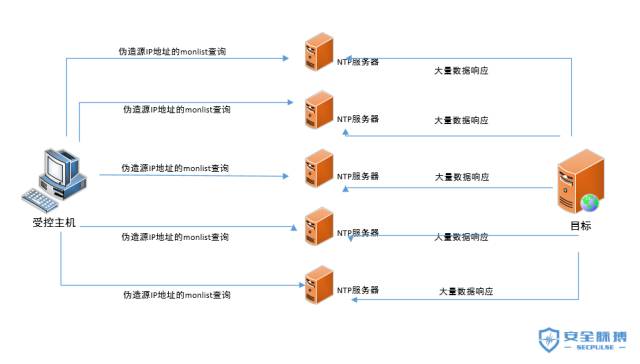 伪造源IP地址的monlist查询
NTP服务器
大量数据响应
伪造源IP地址的monlist查询
NTP服务器
大量数据响应
伪造源IP地址的monlist查询
NTP服务器
大量数据响应
受控主机
目标
伪造源IP地址的monlist查询
NTP服务器
大量数据响应
伪造源IP地址的monlist查询
NTP服务器
大量数据响应
安全脉搏
SECPULSE